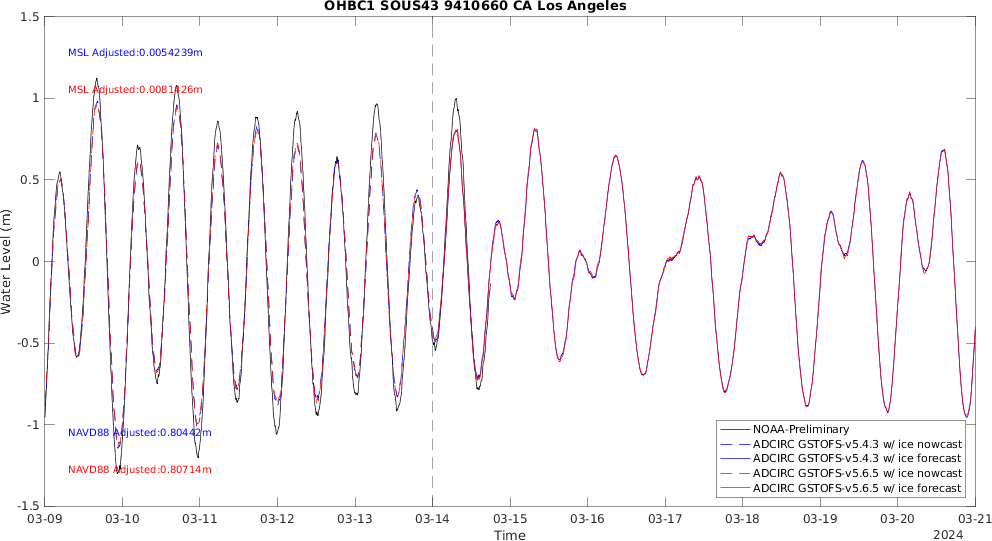 OHBC1 SOUS43 9410660 CA Los Angeles
1.5
MSL Adjusted:0.0054239m
MSL Adjusted:0.0081426m
1
0.5
Water Level (m)
0
-0.5
-1
-1.5
NAVD88 Adjusted:0.80442m
NAVD88 Adjusted:0.80714m
NOAA-Preliminary
ADCIRC GSTOFS-v5.4.3 w/ ice nowcast
ADCIRC GSTOFS-v5.4.3 w/ ice forecast
ADCIRC GSTOFS-v5.6.5 w/ ice nowcast
ADCIRC GSTOFS-v5.6.5 w/ ice forecast
03-09 03-10 03-11 03-12 03-13 03-14 03-15 03-16 03-17 03-18 03-19 03-20 03-21
Time
2024